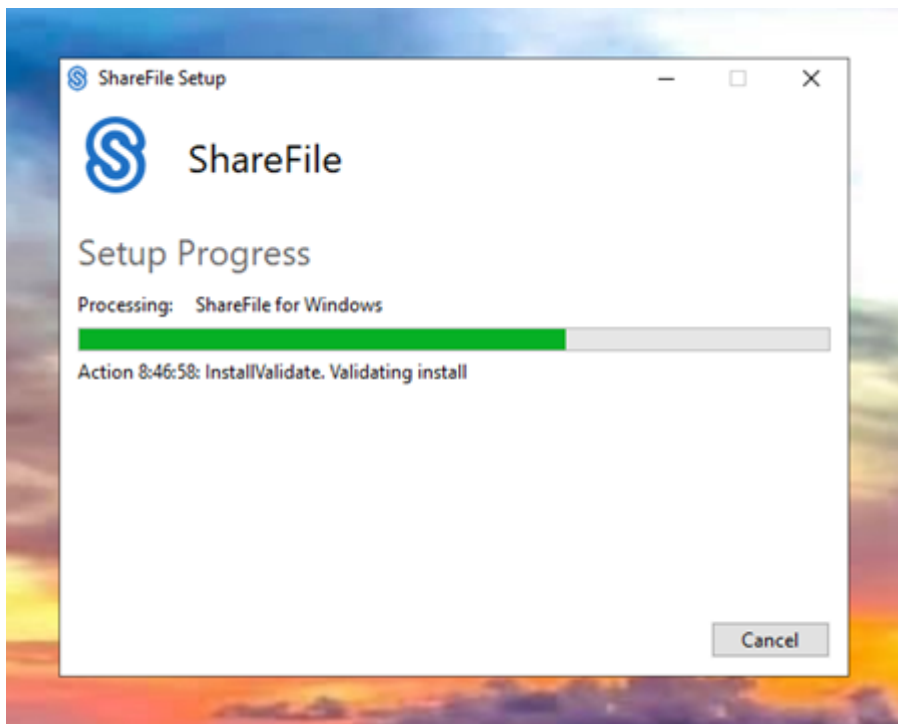 ShareFile Setup
ShareFile
Setup Progress
Processing: ShareFile for Windows
Action 8:46:58: InstallValidate. Validating install
Cancel